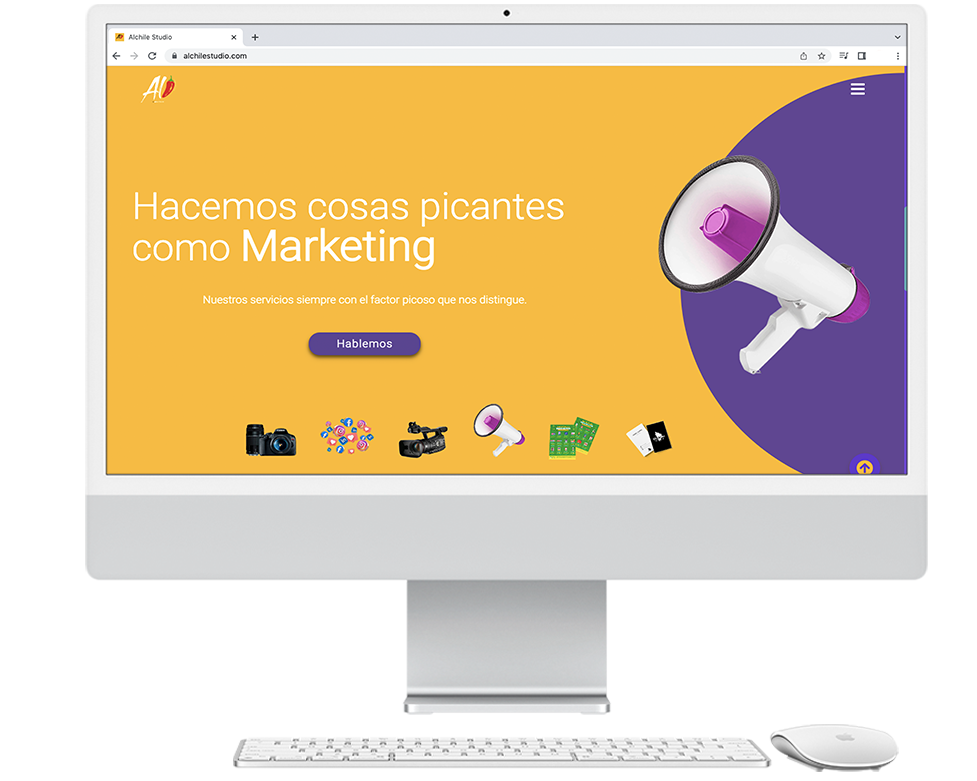 Alchile Studio
alchilestudio.com
Al
Hacemos cosas picantes
como Marketing
Nuestros servicios siempre con el factor picoso que nos distingue.
Hablemos